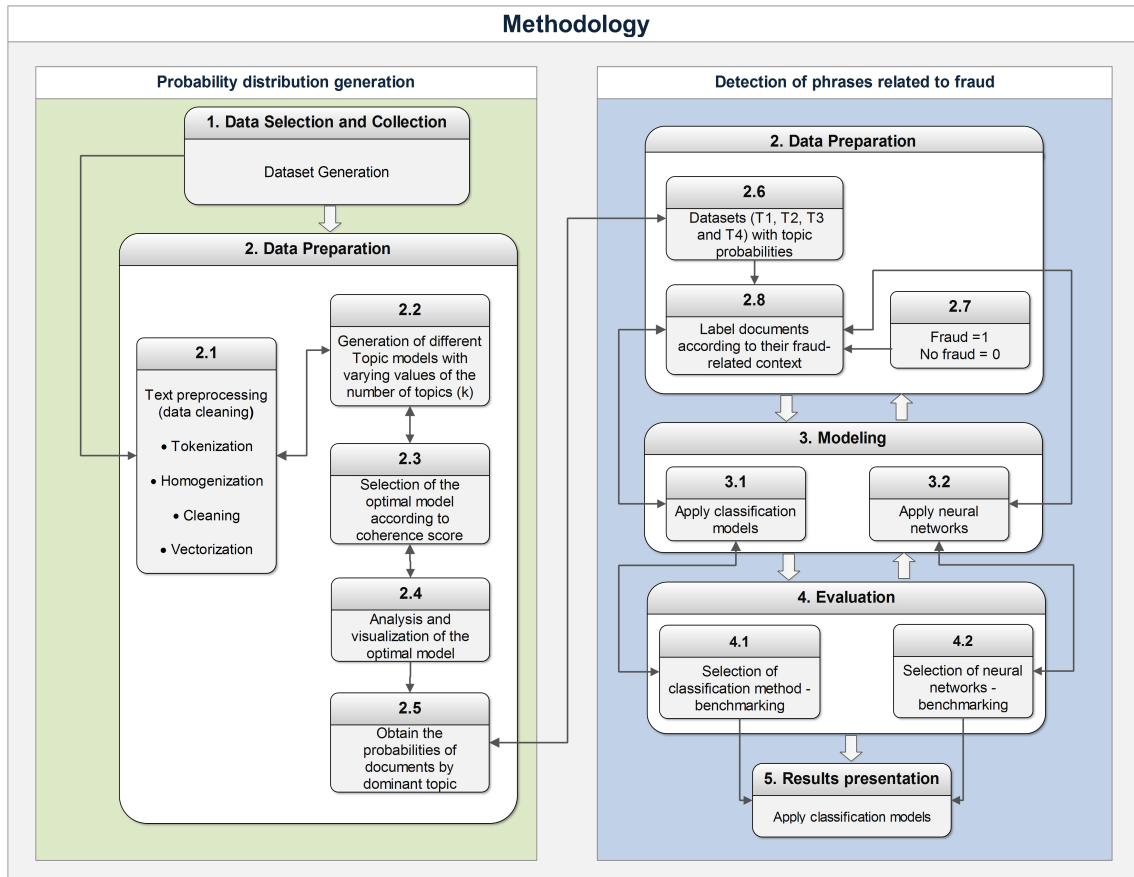 Methodology
Probability distribution generation
1. Data Selection and Collection
Dataset Generation
2. Data Preparation
2.1
Text preprocessing
(data cleaning)
• Tokenization
• Homogenization
• Cleaning
• Vectorization
2.2
Generation of different
Topic models with
varying values of the
number of topics (k)
2.3
Selection of the
optimal model
according to
coherence score
2.4
Analysis and
visualization of the
optimal model
2.5
Obtain the
probabilities of
documents by
dominant topic
Detection of phrases related to fraud
2. Data Preparation
2.6
Datasets (T1, T2, T3
and T4) with topic
probabilities
2.8
Label documents
according to their fraud-
related context
2.7
Fraud =1
No fraud = 0
3. Modeling
3.1
Apply classification
models
3.2
Apply neural
networks
4. Evaluation
4.1
Selection of
classification method -
benchmarking
4.2
Selection of neural
networks -
benchmarking
5. Results presentation
Apply classification models